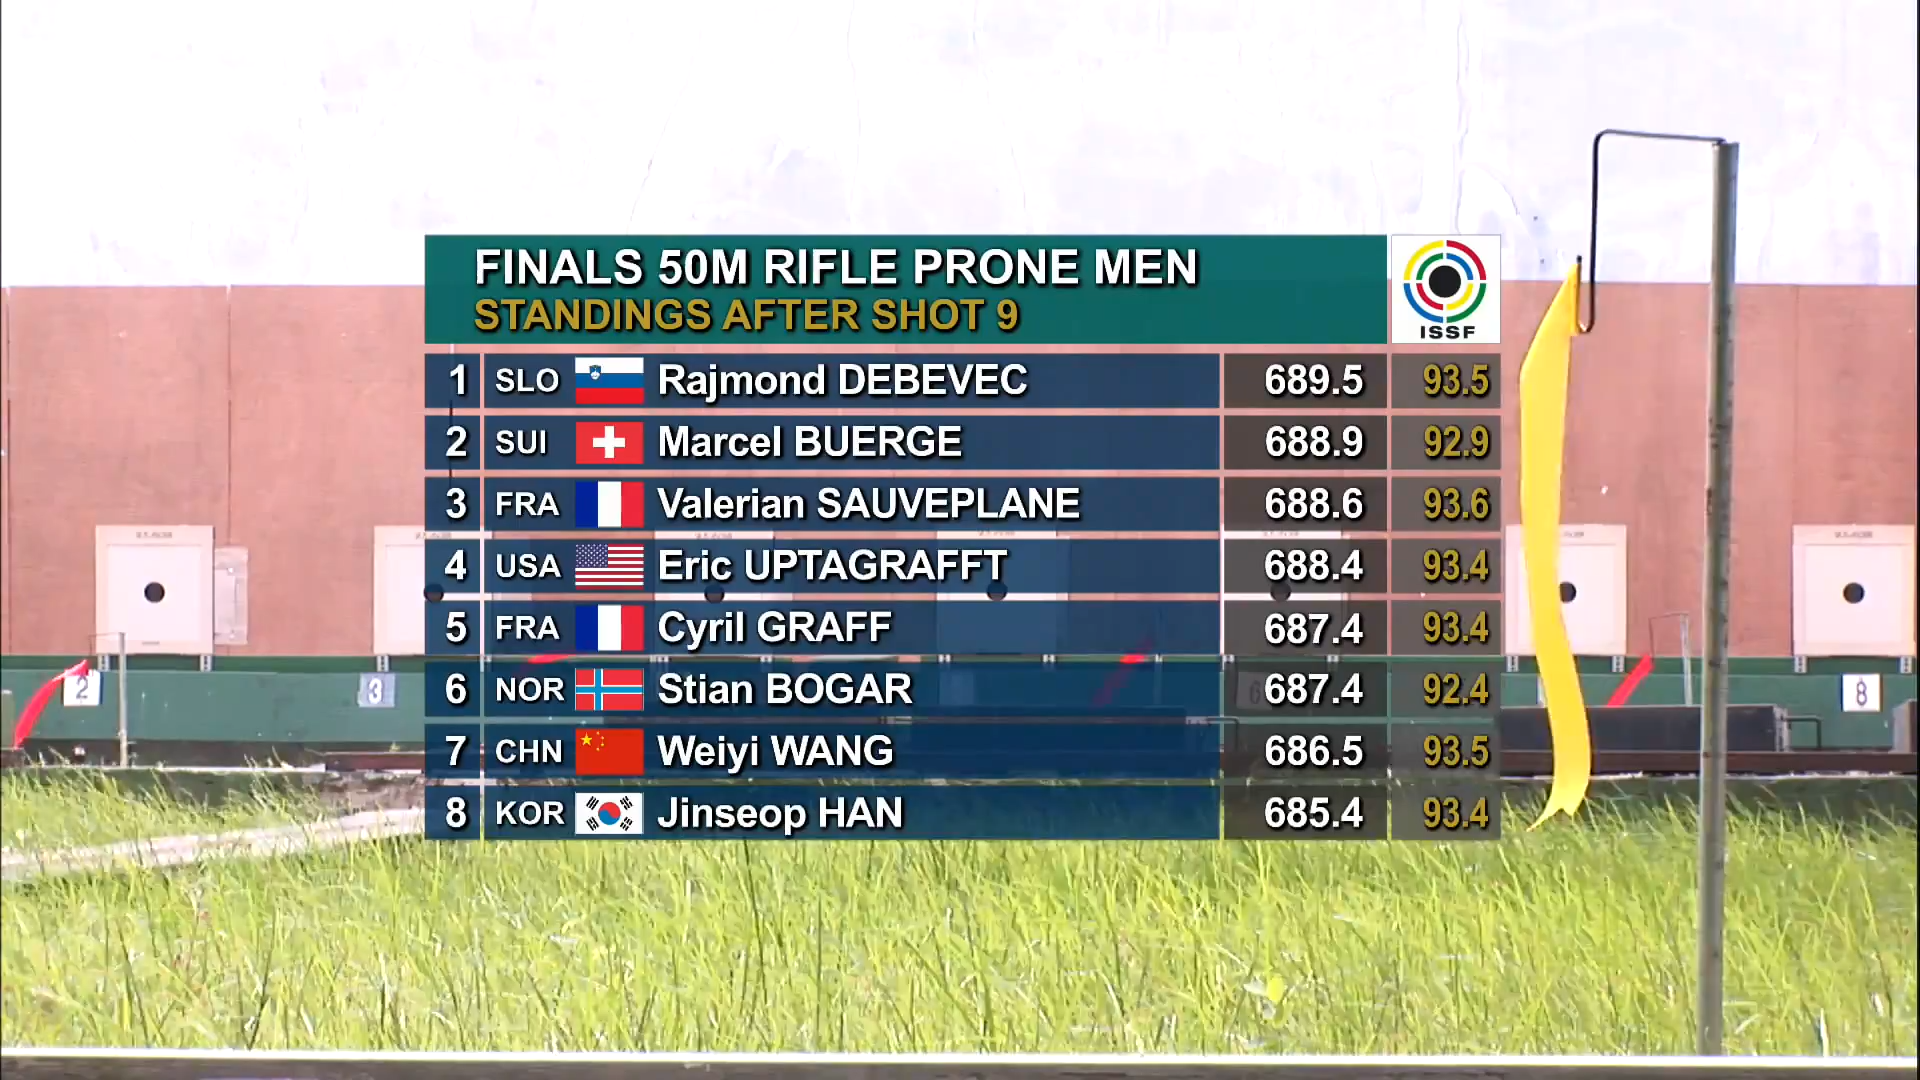 FINALS 50M RIFLE PRONE MEN
STANDINGS AFTER SHOT 9
ISSF
1 SLO Rajmond DEBEVEC 689.5 93.5
2 SUI Marcel BUERGE 688.9 92.9
3 FRA Valerian SAUVEPLANE 688.6 93.6
4 USA Eric UPTAGRAFFT 688.4 93.4
5 FRA Cyril GRAFF 687.4 93.4
6 NOR Stian BOGAR 687.4 92.4
7 CHN Weiyi WANG 686.5 93.5
8 KOR Jinseop HAN 685.4 93.4
2
3
6
8